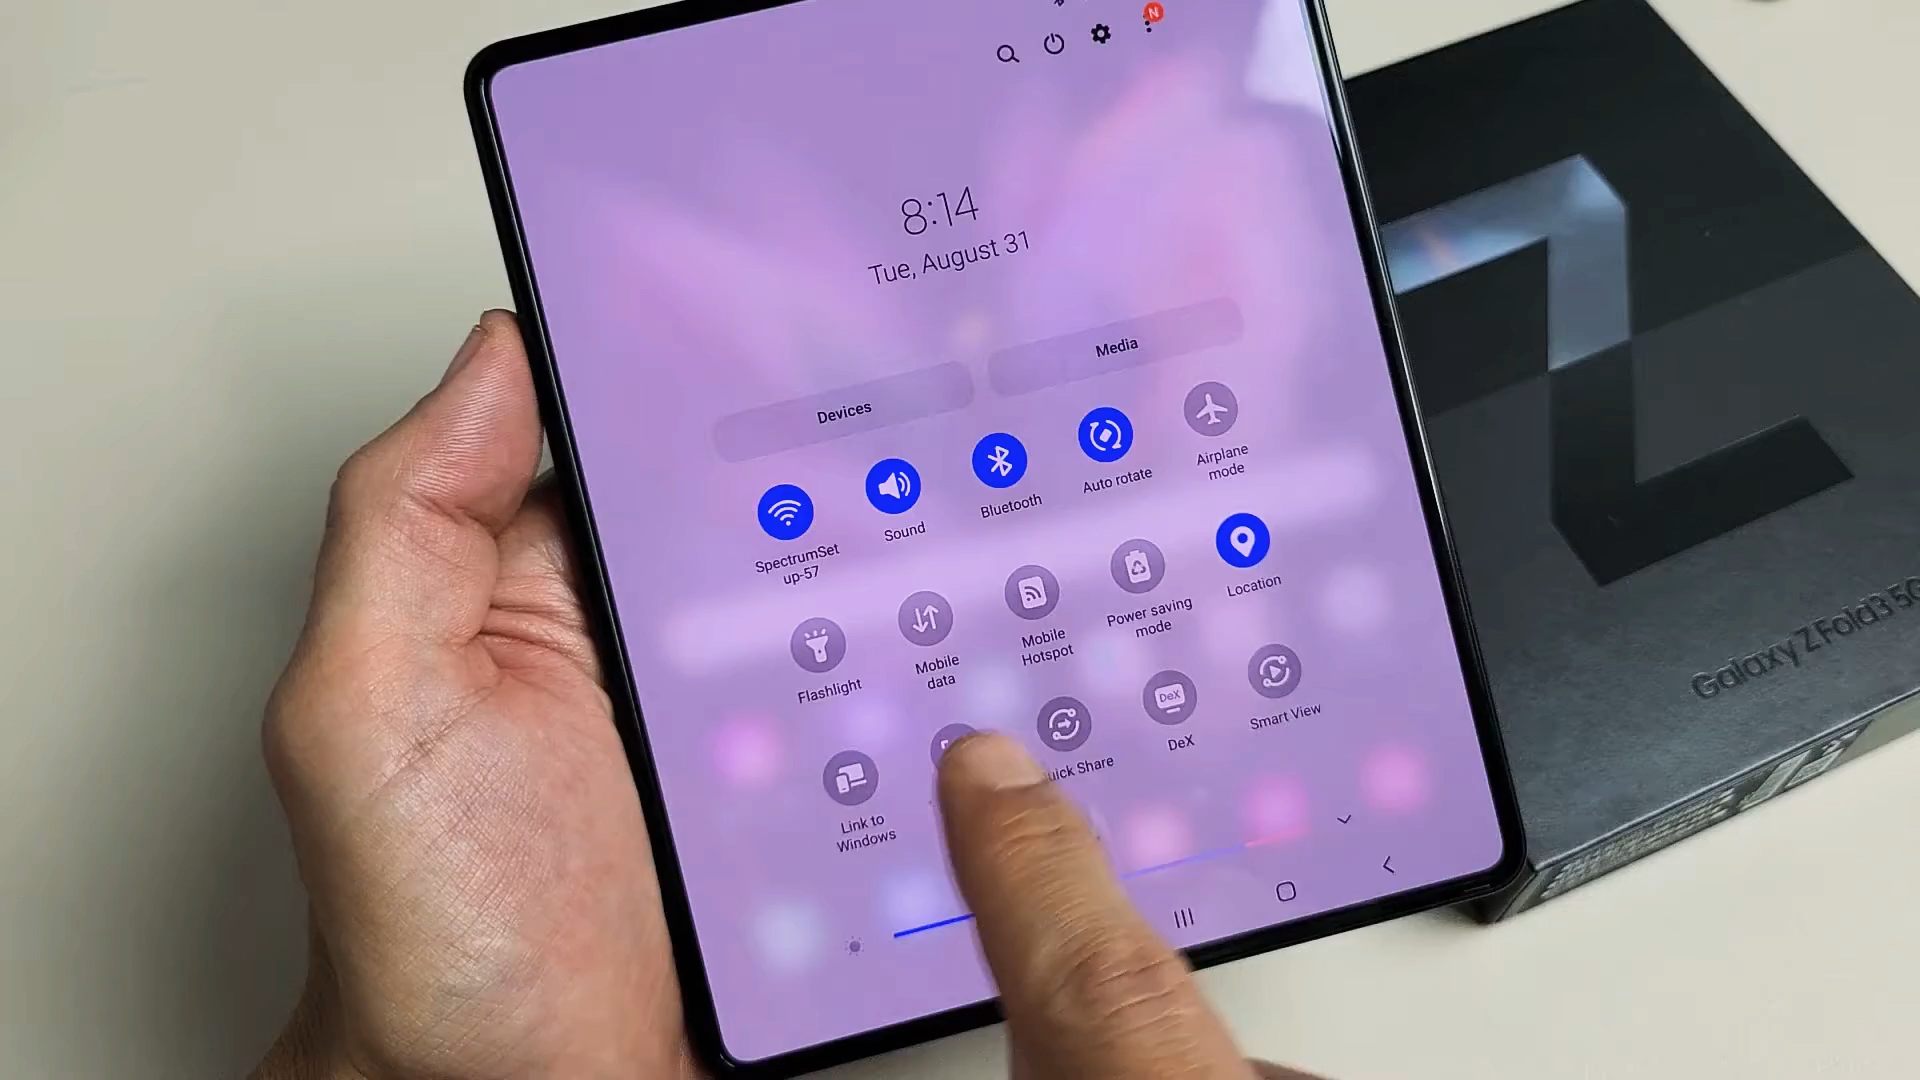 N
8:14
Tue, August 31
Devices
Media
SpectrumSet
up-57
Sound
Bluetooth
Auto rotate
Airplane
mode
Flashlight
Mobile
data
Mobile
Hotspot
Power saving
mode
Location
Link to
Windows
uick Share
DeX
DeX
Smart View
Galaxy Z Fold3 5G